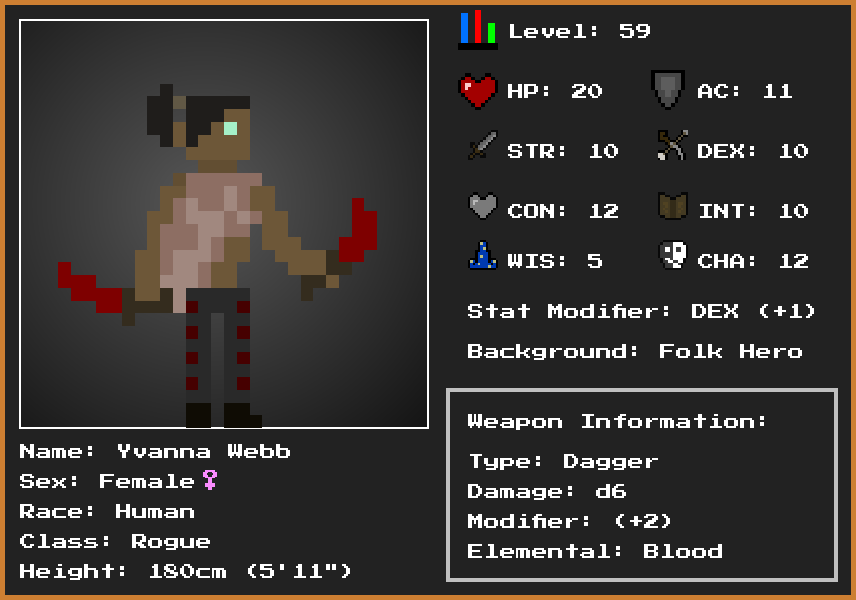 Level: 59
HP: 20
AC: 11
STR: 10
DEX: 10
CON: 12
INT: 10
WIS: 5
CHA: 12
Stat Modifier: DEX (+1)
Background: Folk Hero
Weapon Information:
Type: Dagger
Damage: d6
Modifier: (+2)
Elemental: Blood
Name: Yvanna Webb
Sex: Female♀
Race: Human
Class: Rogue
Height: 180cm (5'11")